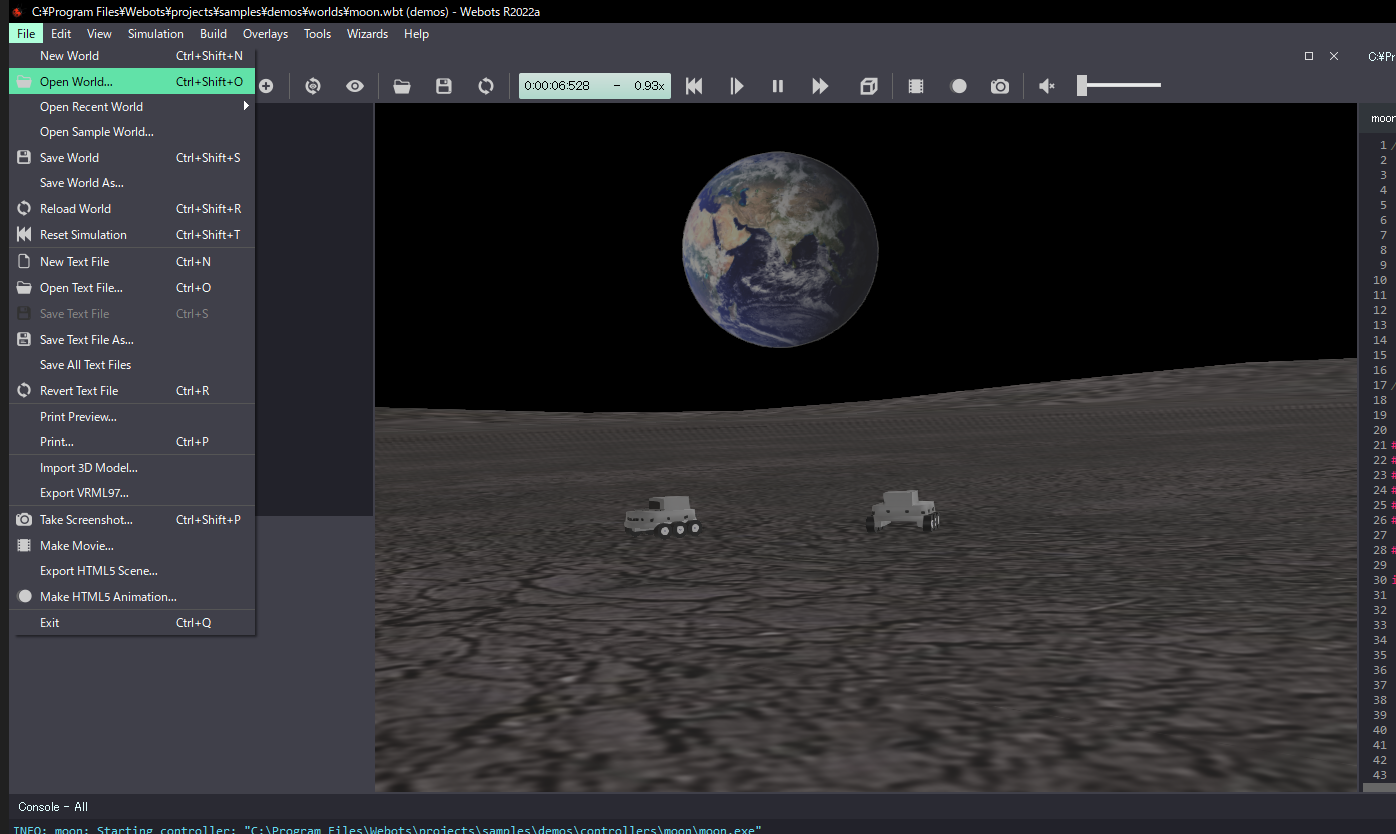 C:¥Program Files¥Webots¥projects¥samples¥demos¥worlds¥moon.wbt (demos) - Webots R2022a
File Edit View Simulation Build Overlays Tools Wizards Help
New World Ctrl+Shift+N
Open World... Ctrl+Shift+O
Open Recent World
Open Sample World...
Save World Ctrl+Shift+S
Save World As...
Reload World Ctrl+Shift+R
Reset Simulation Ctrl+Shift+T
New Text File Ctrl+N
Open Text File... Ctrl+O
Save Text File Ctrl+S
Save Text File As...
Save All Text Files
Revert Text File Ctrl+R
Print Preview...
Print... Ctrl+P
Import 3D Model...
Export VRML97...
Take Screenshot... Ctrl+Shift+P
Make Movie...
Export HTML5 Scene...
Make HTML5 Animation...
Exit Ctrl+Q
0:00:06:528 - 0.93x
C:¥Pr
moon
1 /
2
3
4
5
6
7
8
9
10
11
12
13
14
15
16
17 /
18
19
20
21 #
22 #
23 #
24 #
25 #
26 #
27
28 #
29
30 i
31
32
33
34
35
36
37
38
39
40
41
42
43
Console - All
INFO: moon: Starting controller: "C:\Program Files\Webots\projects\samples\demos\controllers\moon\moon.exe"